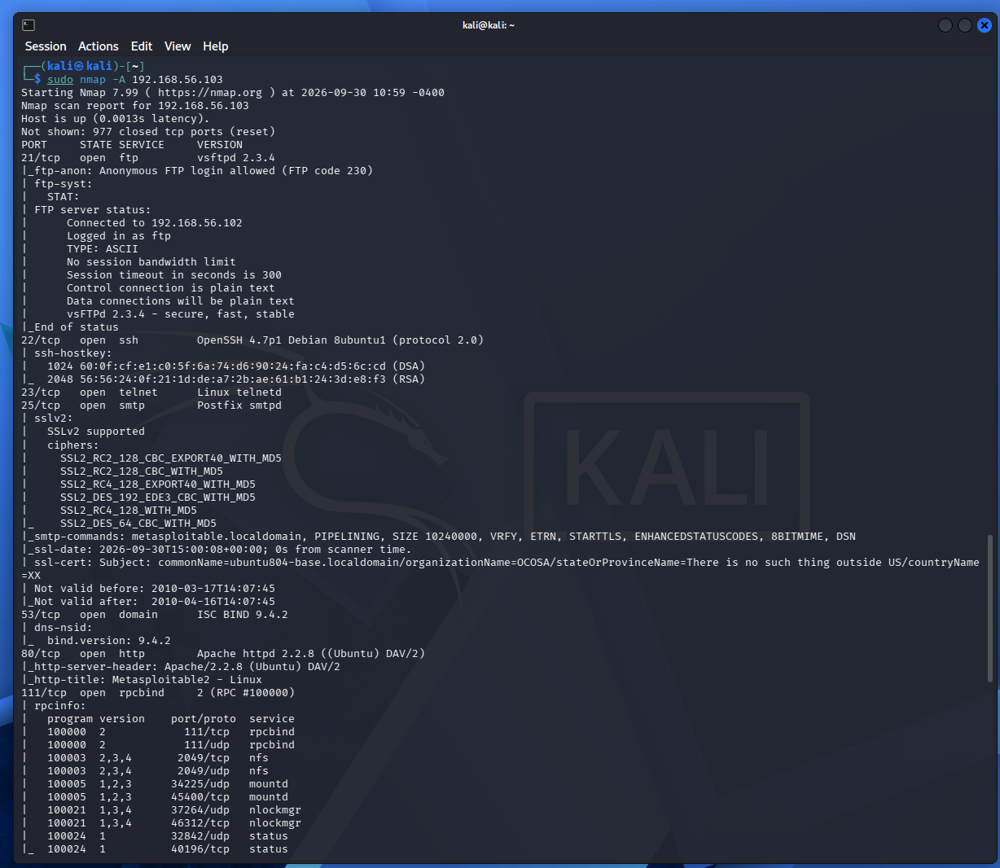 kali@kali: ~
Session Actions Edit View Help
┌──(kali㉿kali)-[~]
└─$ sudo nmap -A 192.168.56.103
Starting Nmap 7.99 ( https://nmap.org ) at 2026-09-30 10:59 -0400
Nmap scan report for 192.168.56.103
Host is up (0.0013s latency).
Not shown: 977 closed tcp ports (reset)
PORT     STATE SERVICE     VERSION
21/tcp   open  ftp         vsftpd 2.3.4
|_ftp-anon: Anonymous FTP login allowed (FTP code 230)
| ftp-syst:
|   STAT:
| FTP server status:
|      Connected to 192.168.56.102
|      Logged in as ftp
|      TYPE: ASCII
|      No session bandwidth limit
|      Session timeout in seconds is 300
|      Control connection is plain text
|      Data connections will be plain text
|      vsFTPd 2.3.4 - secure, fast, stable
|_End of status
22/tcp   open  ssh         OpenSSH 4.7p1 Debian 8ubuntu1 (protocol 2.0)
| ssh-hostkey:
|   1024 60:0f:cf:e1:c0:5f:6a:74:d6:90:24:fa:c4:d5:6c:cd (DSA)
|_  2048 56:56:24:0f:21:1d:de:a7:2b:ae:61:b1:24:3d:e8:f3 (RSA)
23/tcp   open  telnet      Linux telnetd
25/tcp   open  smtp        Postfix smtpd
| sslv2:
|   SSLv2 supported
|   ciphers:
|     SSL2_RC2_128_CBC_EXPORT40_WITH_MD5
|     SSL2_RC2_128_CBC_WITH_MD5
|     SSL2_RC4_128_EXPORT40_WITH_MD5
|     SSL2_DES_192_EDE3_CBC_WITH_MD5
|     SSL2_RC4_128_WITH_MD5
|_    SSL2_DES_64_CBC_WITH_MD5
|_smtp-commands: metasploitable.localdomain, PIPELINING, SIZE 10240000, VRFY, ETRN, STARTTLS, ENHANCEDSTATUSCODES, 8BITMIME, DSN
|_ssl-date: 2026-09-30T15:00:08+00:00; 0s from scanner time.
| ssl-cert: Subject: commonName=ubuntu804-base.localdomain/organizationName=OCOSA/stateOrProvinceName=There is no such thing outside US/countryName
=XX
| Not valid before: 2010-03-17T14:07:45
|_Not valid after:  2010-04-16T14:07:45
53/tcp   open  domain      ISC BIND 9.4.2
| dns-nsid:
|_  bind.version: 9.4.2
80/tcp   open  http        Apache httpd 2.2.8 ((Ubuntu) DAV/2)
|_http-server-header: Apache/2.2.8 (Ubuntu) DAV/2
|_http-title: Metasploitable2 - Linux
111/tcp  open  rpcbind     2 (RPC #100000)
| rpcinfo:
|   program version    port/proto  service
|   100000  2            111/tcp   rpcbind
|   100000  2            111/udp   rpcbind
|   100003  2,3,4       2049/tcp   nfs
|   100003  2,3,4       2049/udp   nfs
|   100005  1,2,3      34225/udp   mountd
|   100005  1,2,3      45400/tcp   mountd
|   100021  1,3,4      37264/udp   nlockmgr
|   100021  1,3,4      46312/tcp   nlockmgr
|   100024  1          32842/udp   status
|_  100024  1          40196/tcp   status
KALI